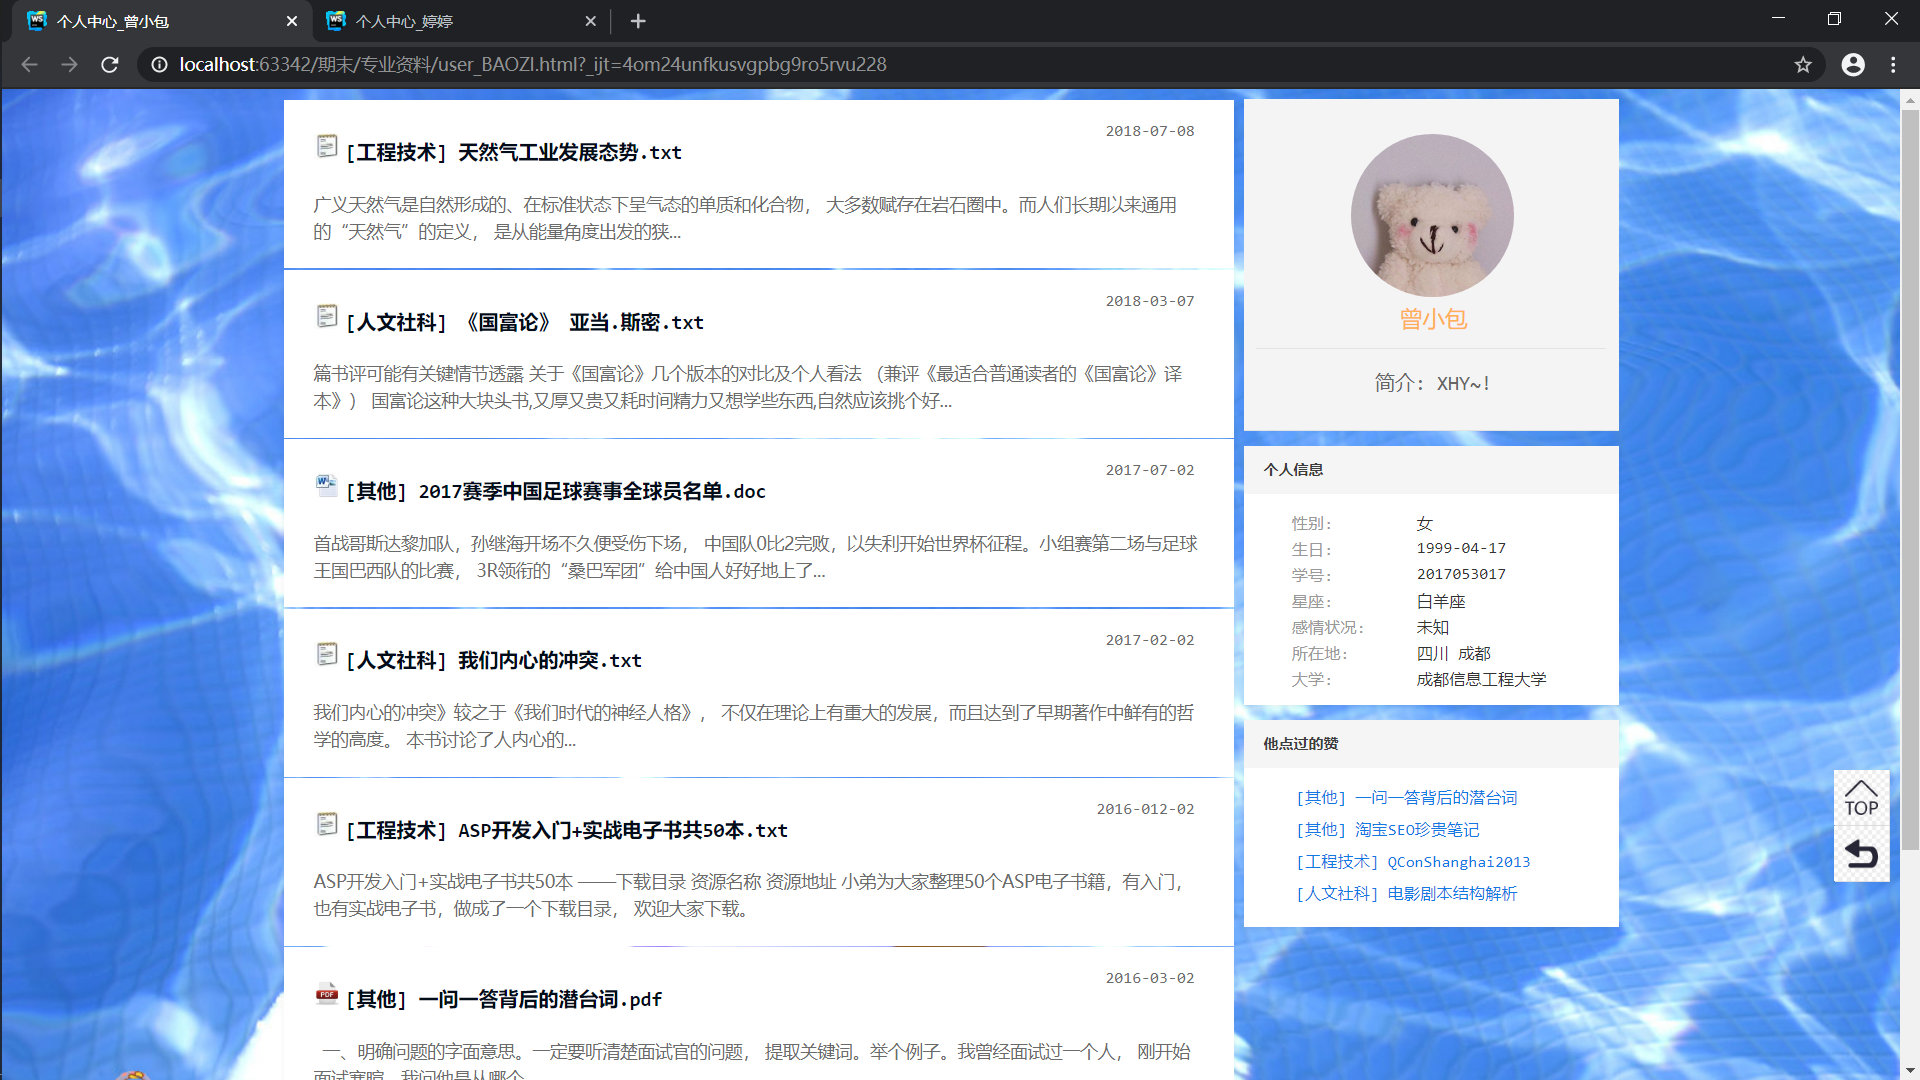 个人中心_曾小包
个人中心_婷婷
localhost:63342/期末/专业资料/user_BAOZI.html?_ijt=4om24unfkusvgpbg9ro5rvu228
2018-07-08
[工程技术] 天然气工业发展态势.txt
广义天然气是自然形成的、在标准状态下呈气态的单质和化合物， 大多数赋存在岩石圈中。而人们长期以来通用
的“天然气”的定义， 是从能量角度出发的狭...
2018-03-07
[人文社科] 《国富论》 亚当.斯密.txt
篇书评可能有关键情节透露 关于《国富论》几个版本的对比及个人看法 （兼评《最适合普通读者的《国富论》译
本》） 国富论这种大块头书,又厚又贵又耗时间精力又想学些东西,自然应该挑个好...
2017-07-02
[其他] 2017赛季中国足球赛事全球员名单.doc
首战哥斯达黎加队，孙继海开场不久便受伤下场， 中国队0比2完败，以失利开始世界杯征程。小组赛第二场与足球
王国巴西队的比赛， 3R领衔的“桑巴军团”给中国人好好地上了...
2017-02-02
[人文社科] 我们内心的冲突.txt
我们内心的冲突》较之于《我们时代的神经人格》， 不仅在理论上有重大的发展，而且达到了早期著作中鲜有的哲
学的高度。 本书讨论了人内心的...
2016-012-02
[工程技术] ASP开发入门+实战电子书共50本.txt
ASP开发入门+实战电子书共50本 ——下载目录 资源名称 资源地址 小弟为大家整理50个ASP电子书籍，有入门，
也有实战电子书，做成了一个下载目录， 欢迎大家下载。
2016-03-02
[其他] 一问一答背后的潜台词.pdf
一、明确问题的字面意思。一定要听清楚面试官的问题， 提取关键词。举个例子。我曾经面试过一个人， 刚开始
面试寒暄，我问他是从哪个
曾小包
简介: XHY~!
个人信息
性别: 女
生日: 1999-04-17
学号: 2017053017
星座: 白羊座
感情状况: 未知
所在地: 四川 成都
大学: 成都信息工程大学
他点过的赞
[其他] 一问一答背后的潜台词
[其他] 淘宝SEO珍贵笔记
[工程技术] QConShanghai2013
[人文社科] 电影剧本结构解析
TOP